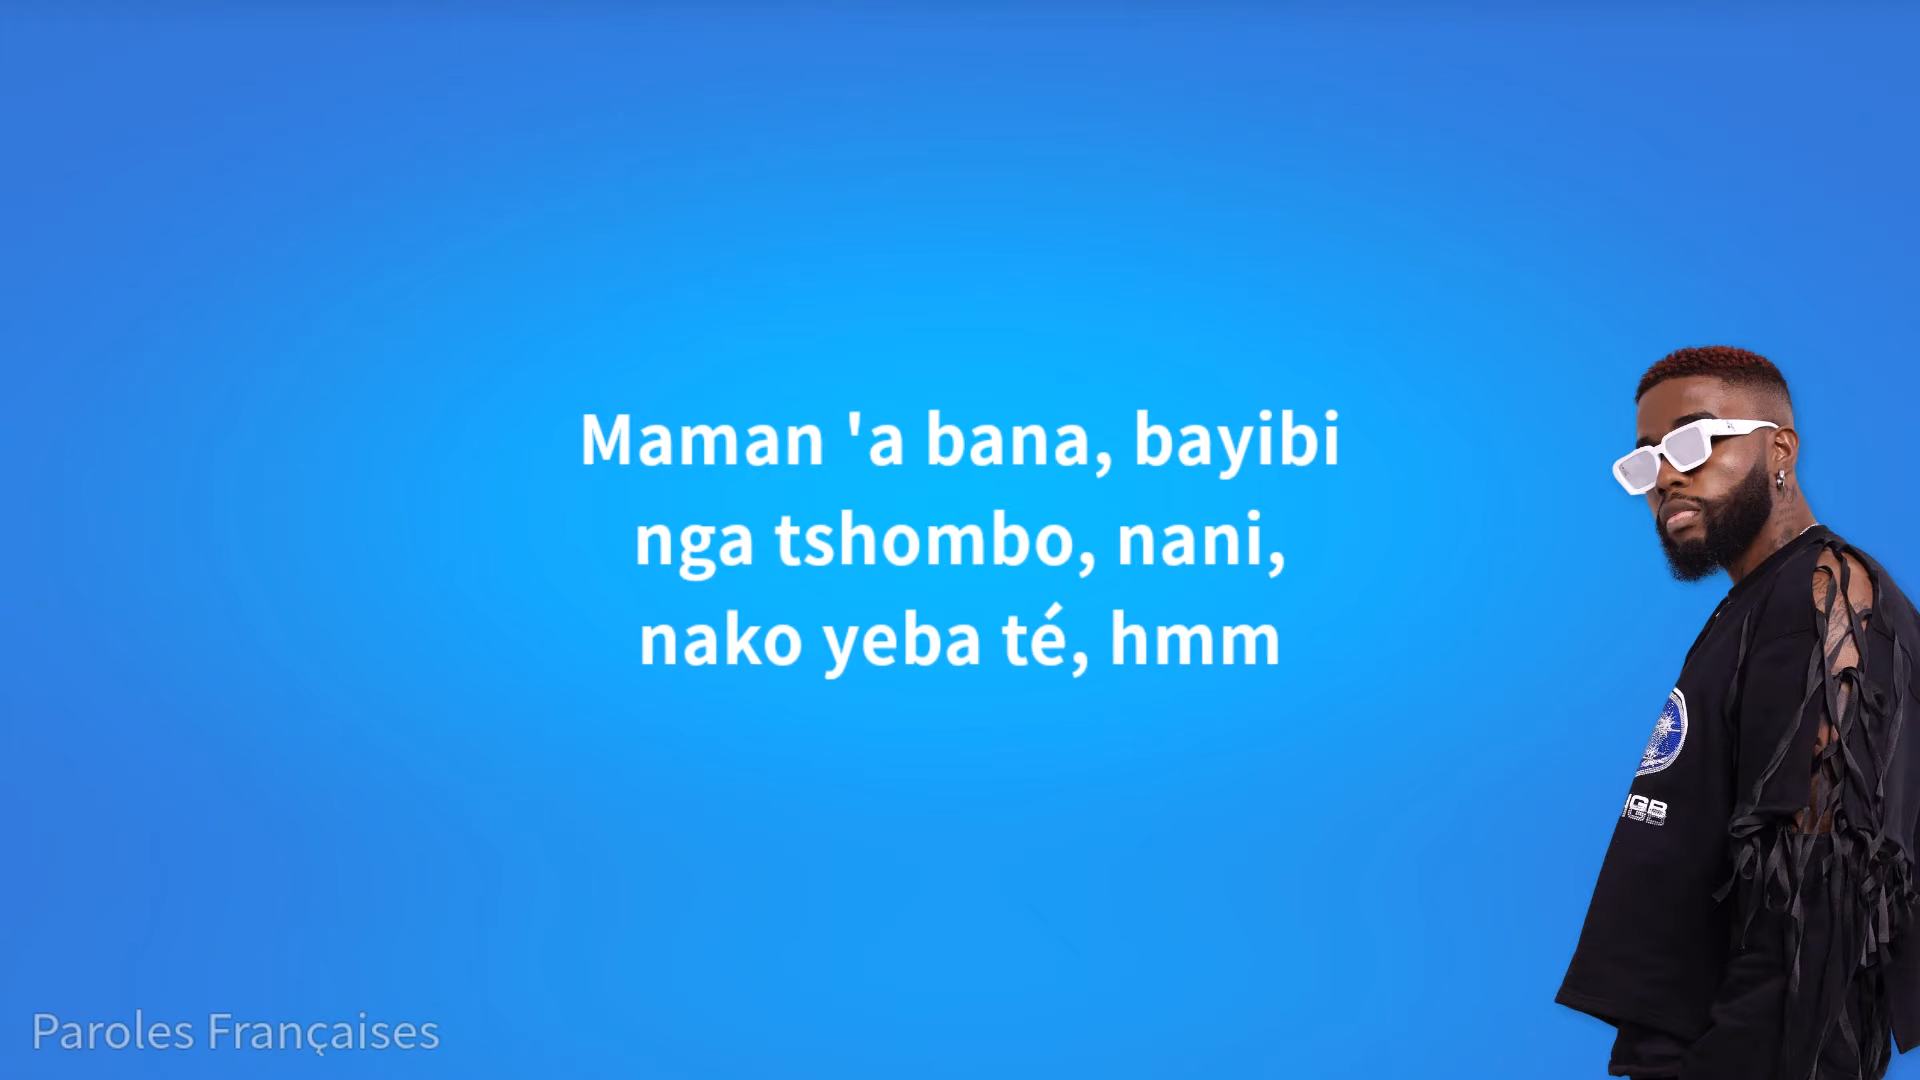 Maman 'a bana, bayibi
nga tshombo, nani,
nako yeba té, hmm
Paroles Françaises